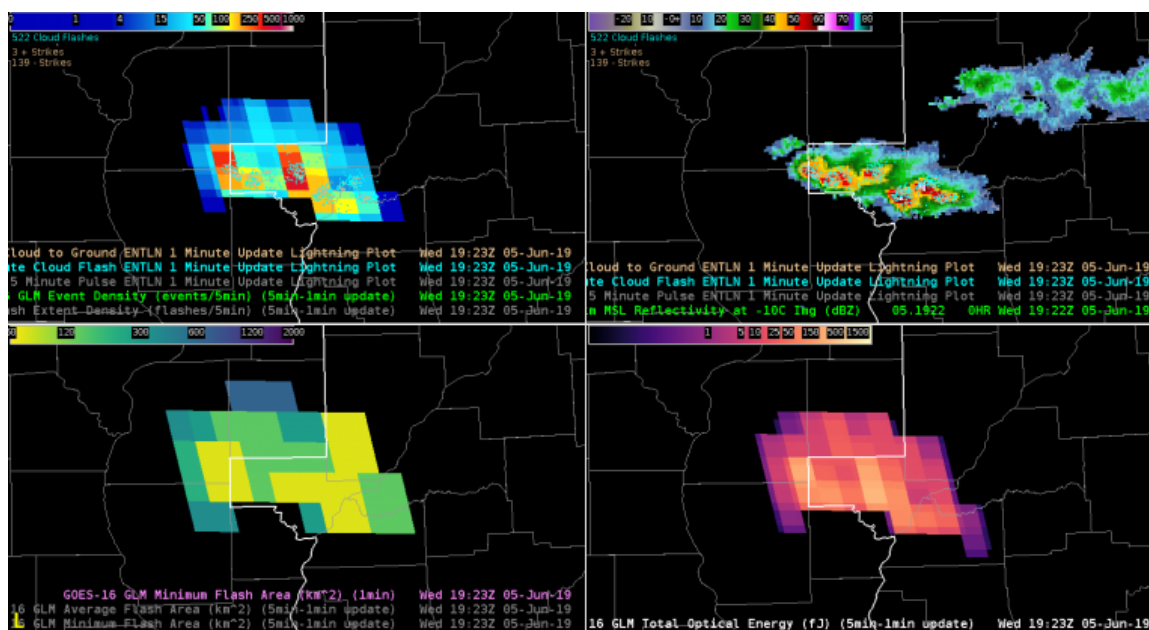 0 1 4 15 50 100 250 500 1000
522 Cloud Flashes
3 + Strikes
139 - Strikes
Cloud to Ground ENTLN 1 Minute Update Lightning Plot Wed 19:23Z 05-Jun-19
ute Cloud Flash ENTLN 1 Minute Update Lightning Plot Wed 19:23Z 05-Jun-19
5 Minute Pulse ENTLN 1 Minute Update Lightning Plot Wed 19:23Z 05-Jun-19
GLM Event Density (events/5min) (5min-1min update) Wed 19:23Z 05-Jun-19
ash Extent Density (flashes/5min) (5min-1min update) Wed 19:23Z 05-Jun-19
-20 10 -0+ 10 20 30 40 50 60 70 80
522 Cloud Flashes
3 + Strikes
139 - Strikes
Cloud to Ground ENTLN 1 Minute Update Lightning Plot Wed 19:23Z 05-Jun-19
ute Cloud Flash ENTLN 1 Minute Update Lightning Plot Wed 19:23Z 05-Jun-19
5 Minute Pulse ENTLN 1 Minute Update Lightning Plot Wed 19:23Z 05-Jun-19
m MSL Reflectivity at -10C Img (dBZ) 05.1922 0HR Wed 19:22Z 05-Jun-19
120 300 600 1200 2000
GOES-16 GLM Minimum Flash Area (km^2) (1min) Wed 19:23Z 05-Jun-19
16 GLM Average Flash Area (km^2) (5min-1min update) Wed 19:23Z 05-Jun-19
16 GLM Minimum Flash Area (km^2) (5min-1min update) Wed 19:23Z 05-Jun-19
L
1 5 10 25 50 150 500 1500
16 GLM Total Optical Energy (fJ) (5min-1min update) Wed 19:23Z 05-Jun-19